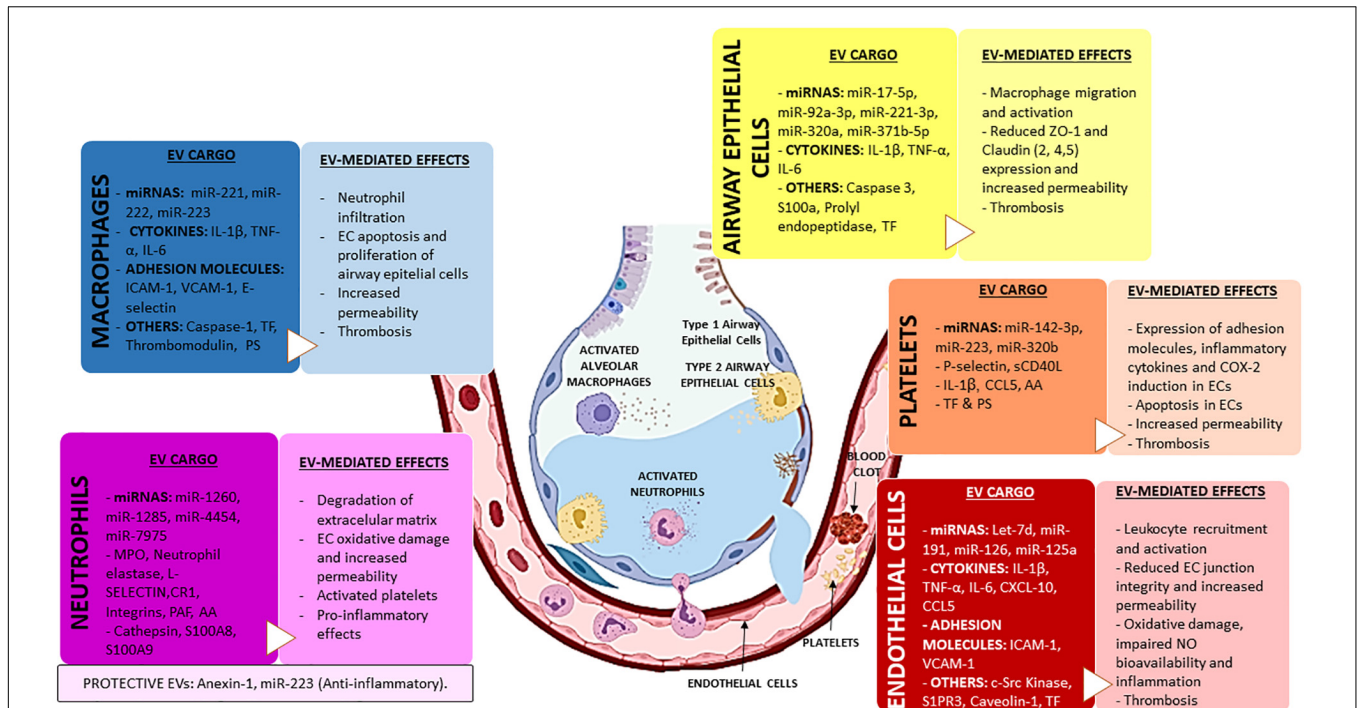 MACROPHAGES
EV CARGO
- miRNAS: miR-221, miR-
222, miR-223
- CYTOKINES: IL-1β, TNF-
α, IL-6
- ADHESION MOLECULES:
ICAM-1, VCAM-1, E-
selectin
- OTHERS: Caspase-1, TF,
Thrombomodulin, PS
EV-MEDIATED EFFECTS
- Neutrophil
infiltration
- EC apoptosis and
proliferation of
airway epitelial cells
- Increased
permeability
- Thrombosis
NEUTROPHILS
EV CARGO
- miRNAS: miR-1260,
miR-1285, miR-4454,
miR-7975
- MPO, Neutrophil
elastase, L-
SELECTIN,CR1,
Integrins, PAF, AA
- Cathepsin, S100A8,
S100A9
EV-MEDIATED EFFECTS
- Degradation of
extracelular matrix
- EC oxidative damage
and increased
permeability
- Activated platelets
- Pro-inflammatory
effects
PROTECTIVE EVs: Anexin-1, miR-223 (Anti-inflammatory).
AIRWAY EPITHELIAL
CELLS
EV CARGO
- miRNAS: miR-17-5p,
miR-92a-3p, miR-221-3p,
miR-320a, miR-371b-5p
- CYTOKINES: IL-1β, TNF-α,
IL-6
- OTHERS: Caspase 3,
S100a, Prolyl
endopeptidase, TF
EV-MEDIATED EFFECTS
- Macrophage migration
and activation
- Reduced ZO-1 and
Claudin (2, 4,5)
expression and
increased permeability
- Thrombosis
PLATELETS
EV CARGO
- miRNAS: miR-142-3p,
miR-223, miR-320b
- P-selectin, sCD40L
- IL-1β, CCL5, AA
- TF & PS
EV-MEDIATED EFFECTS
- Expression of adhesion
molecules, inflammatory
cytokines and COX-2
induction in ECs
- Apoptosis in ECs
- Increased permeability
- Thrombosis
ENDOTHELIAL CELLS
EV CARGO
- miRNAS: Let-7d, miR-
191, miR-126, miR-125a
- CYTOKINES: IL-1β,
TNF-α, IL-6, CXCL-10,
CCL5
- ADHESION
MOLECULES: ICAM-1,
VCAM-1
- OTHERS: c-Src Kinase,
S1PR3, Caveolin-1, TF
EV-MEDIATED EFFECTS
- Leukocyte recruitment
and activation
- Reduced EC junction
integrity and increased
permeability
- Oxidative damage,
impaired NO
bioavailability and
inflammation
- Thrombosis
Type 1 Airway
Epithelial Cells
ACTIVATED
ALVEOLAR
MACROPHAGES
TYPE 2 AIRWAY
EPITHELIAL CELLS
ACTIVATED
NEUTROPHILS
BLOOD
CLOT
PLATELETS
ENDOTHELIAL CELLS